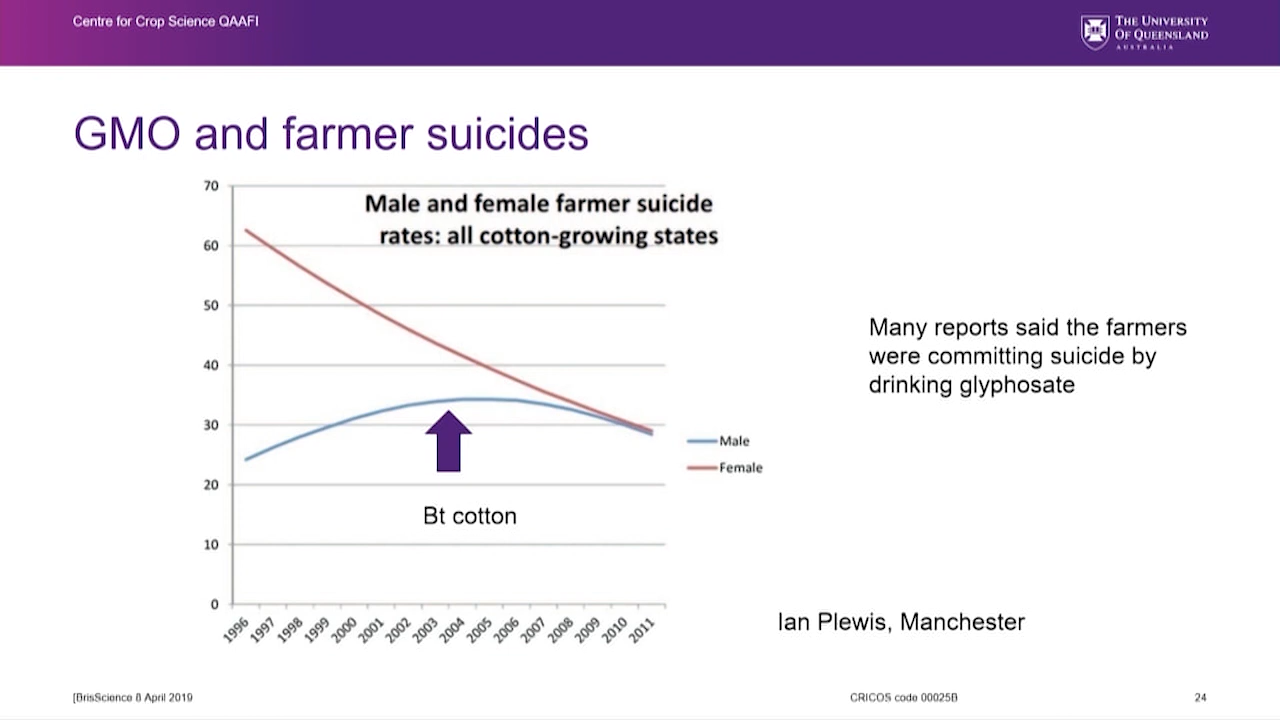 Centre for Crop Science QAAFI
THE UNIVERSITY
OF QUEENSLAND
AUSTRALIA
GMO and farmer suicides
Male and female farmer suicide
rates: all cotton-growing states
70
60
50
40
30
20
10
0
1996
1997
1998
1999
2000
2001
2002
2003
2004
2005
2006
2007
2008
2009
2010
2011
Bt cotton
Male
Female
Many reports said the farmers
were committing suicide by
drinking glyphosate
Ian Plewis, Manchester
[BrisScience 8 April 2019
CRICOS code 00025B
24